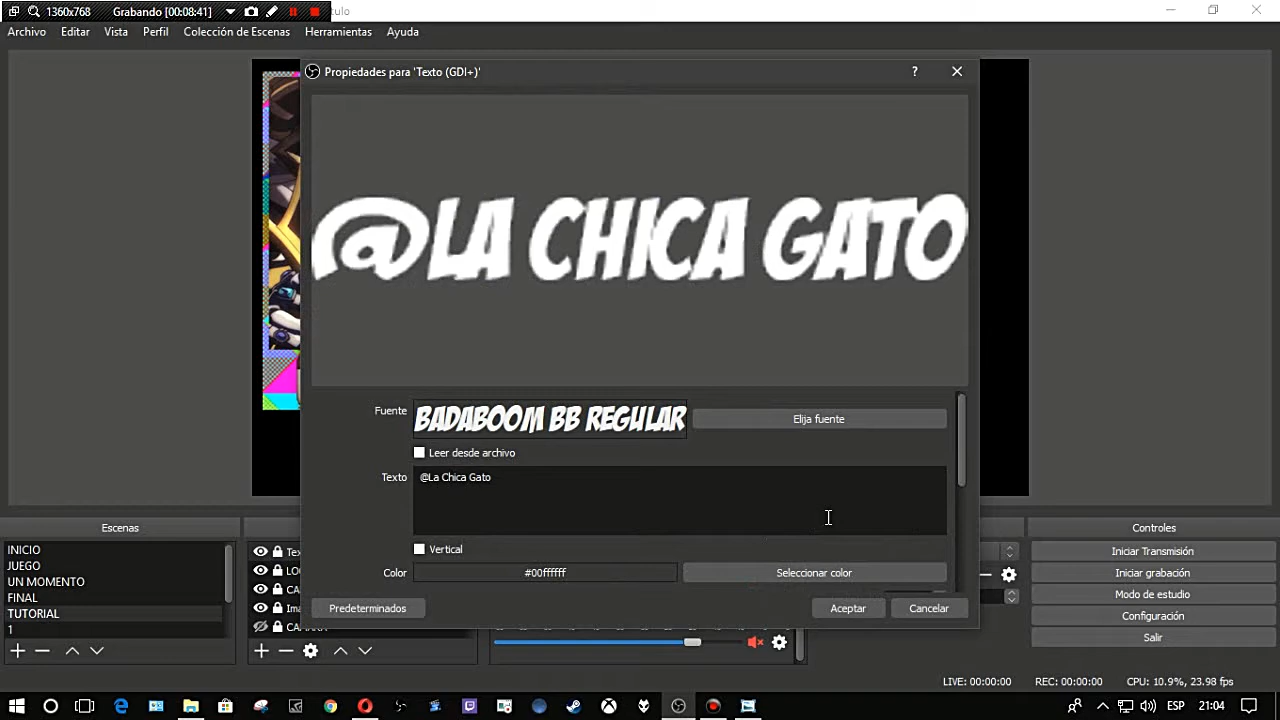 1360x768 Grabando [00:08:41]
Archivo Editar Vista Perfil Colección de Escenas Herramientas Ayuda
Propiedades para 'Texto (GDI+)' ?
@LA CHICA GATO
Fuente BADABOOM BB REGULAR Elija fuente
Leer desde archivo
Texto @La Chica Gato
Vertical
Color #00ffffff Seleccionar color
Predeterminados Aceptar Cancelar
Escenas
INICIO
JUEGO
UN MOMENTO
FINAL
TUTORIAL
1
Controles
Iniciar Transmisión
Iniciar grabación
Modo de estudio
Configuración
Salir
LIVE: 00:00:00 REC: 00:00:00 CPU: 10.9%, 23.98 fps
ESP 21:04